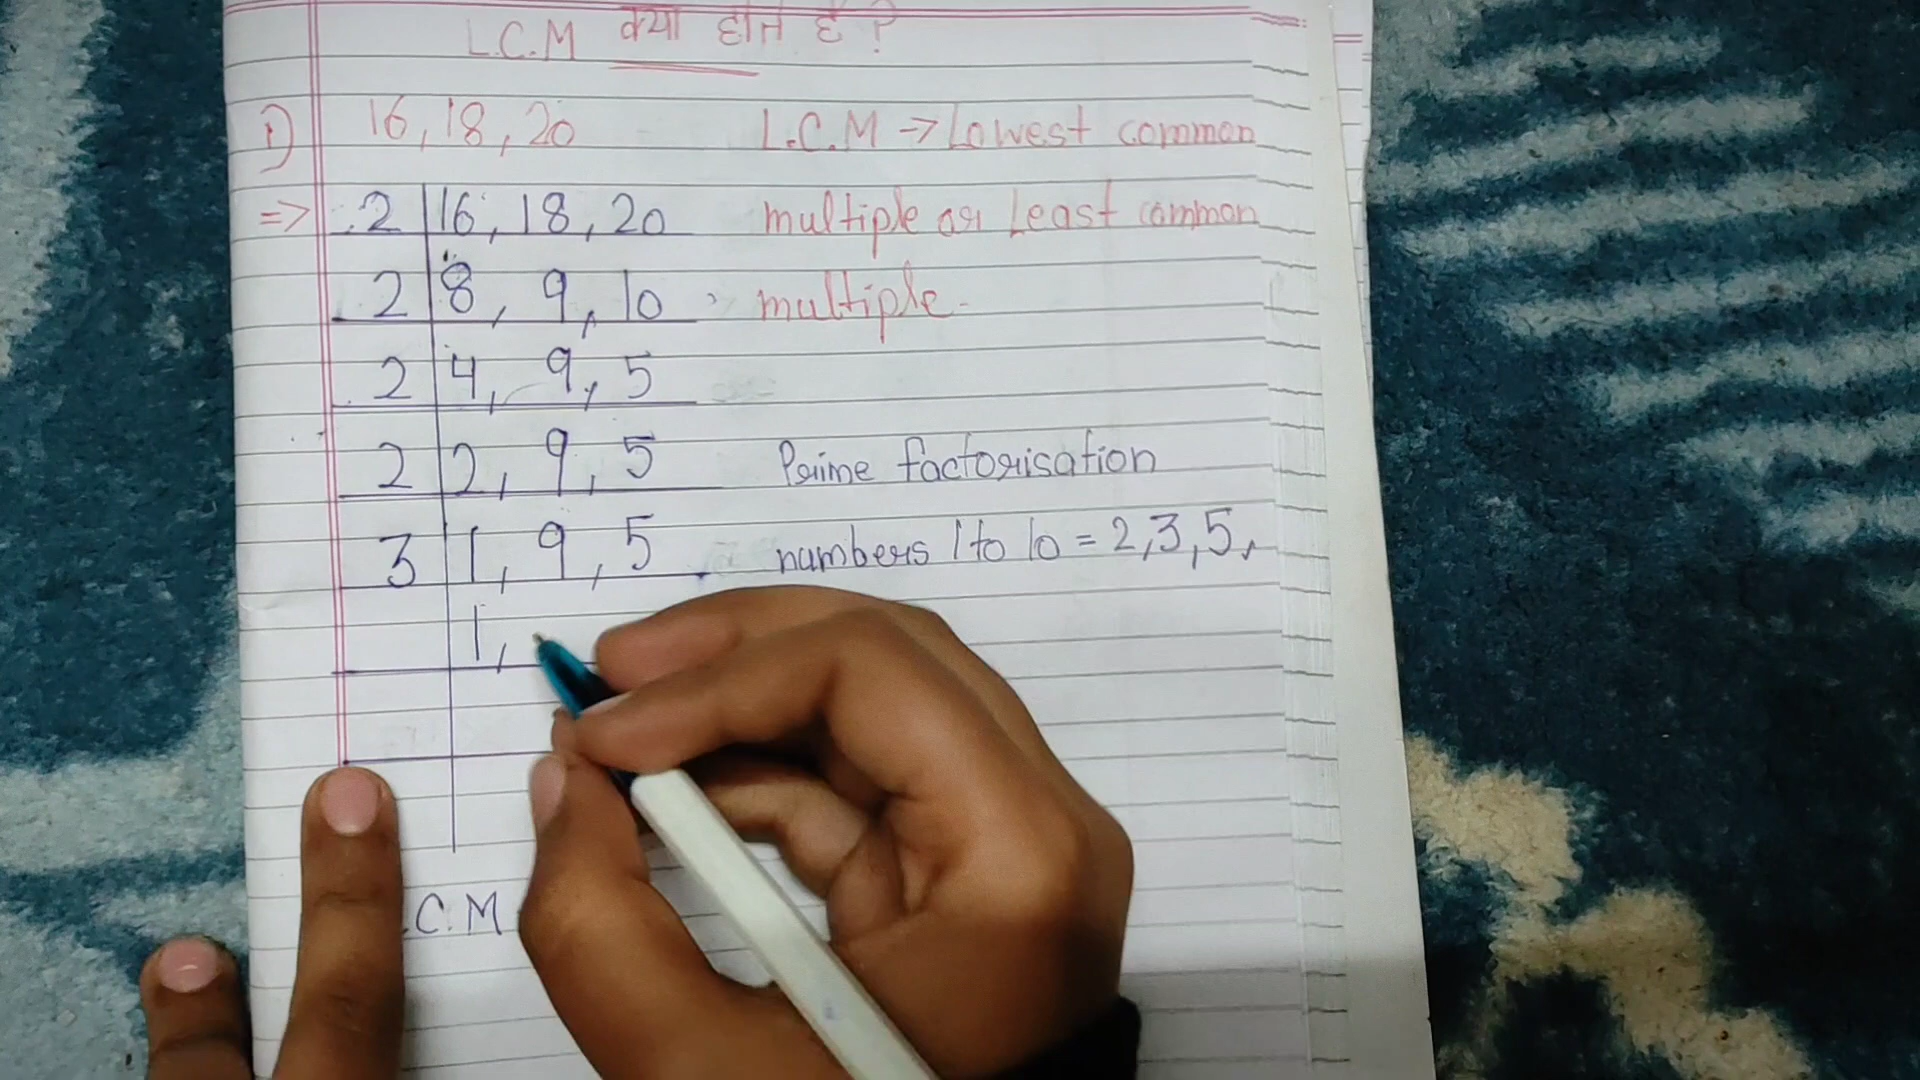 L.C.M क्या होते है ?
1) 16, 18, 20 L.C.M → Lowest common
=> 2 16, 18, 20 multiple or Least common
2 8, 9, 10 multiple
2 4, 9, 5
2 2, 9, 5 Prime factorisation
3 1, 9, 5 numbers 1 to 10 = 2, 3, 5,
1,
.C.M